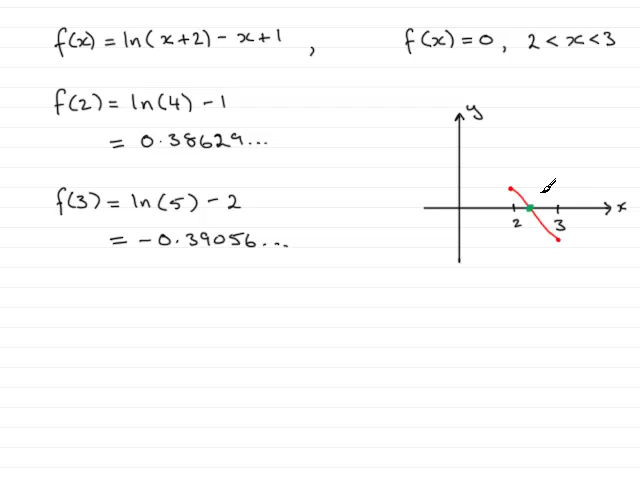 f(x) = ln(x+2) - x+1 , f(x) = 0 , 2 < x < 3
f(2) = ln(4) - 1
= 0.38629...
f(3) = ln(5) - 2
= -0.39056...
y
x
2 3